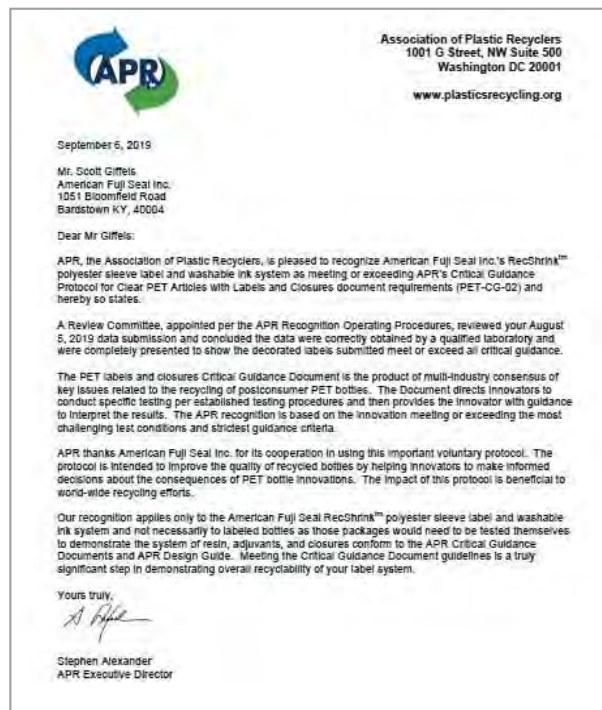 APR
Association of Plastic Recyclers
1001 G Street, NW Suite 500
Washington DC 20001
www.plasticsrecycling.org
September 6, 2019
Mr. Scott Giffels
American Fuji Seal Inc.
1051 Bloomfield Road
Bardstown KY, 40004
Dear Mr Giffels:
APR, the Association of Plastic Recyclers, is pleased to recognize American Fuji Seal Inc.'s RecShrink™
polyester sleeve label and washable ink system as meeting or exceeding APR's Critical Guidance
Protocol for Clear PET Articles with Labels and Closures document requirements (PET-CG-02) and
hereby so states.
A Review Committee, appointed per the APR Recognition Operating Procedures, reviewed your August
5, 2019 data submission and concluded the data were correctly obtained by a qualified laboratory and
were completely presented to show the decorated labels submitted meet or exceed all critical guidance.
The PET labels and closures Critical Guidance Document is the product of multi-industry consensus of
key issues related to the recycling of postconsumer PET bottles. The Document directs innovators to
conduct specific testing per established testing procedures and then provides the innovator with guidance
to interpret the results. The APR recognition is based on the innovation meeting or exceeding the most
challenging test conditions and strictest guidance criteria.
APR thanks American Fuji Seal Inc. for its cooperation in using this important voluntary protocol. The
protocol is intended to improve the quality of recycled bottles by helping innovators to make informed
decisions about the consequences of PET bottle innovations. The impact of this protocol is beneficial to
world-wide recycling efforts.
Our recognition applies only to the American Fuji Seal RecShrink™ polyester sleeve label and washable
ink system and not necessarily to labeled bottles as those packages would need to be tested themselves
to demonstrate the system of resin, adjuvants, and closures conform to the APR Critical Guidance
Documents and APR Design Guide. Meeting the Critical Guidance Document guidelines is a truly
significant step in demonstrating overall recyclability of your label system.
Yours truly,
Stephen Alexander
APR Executive Director